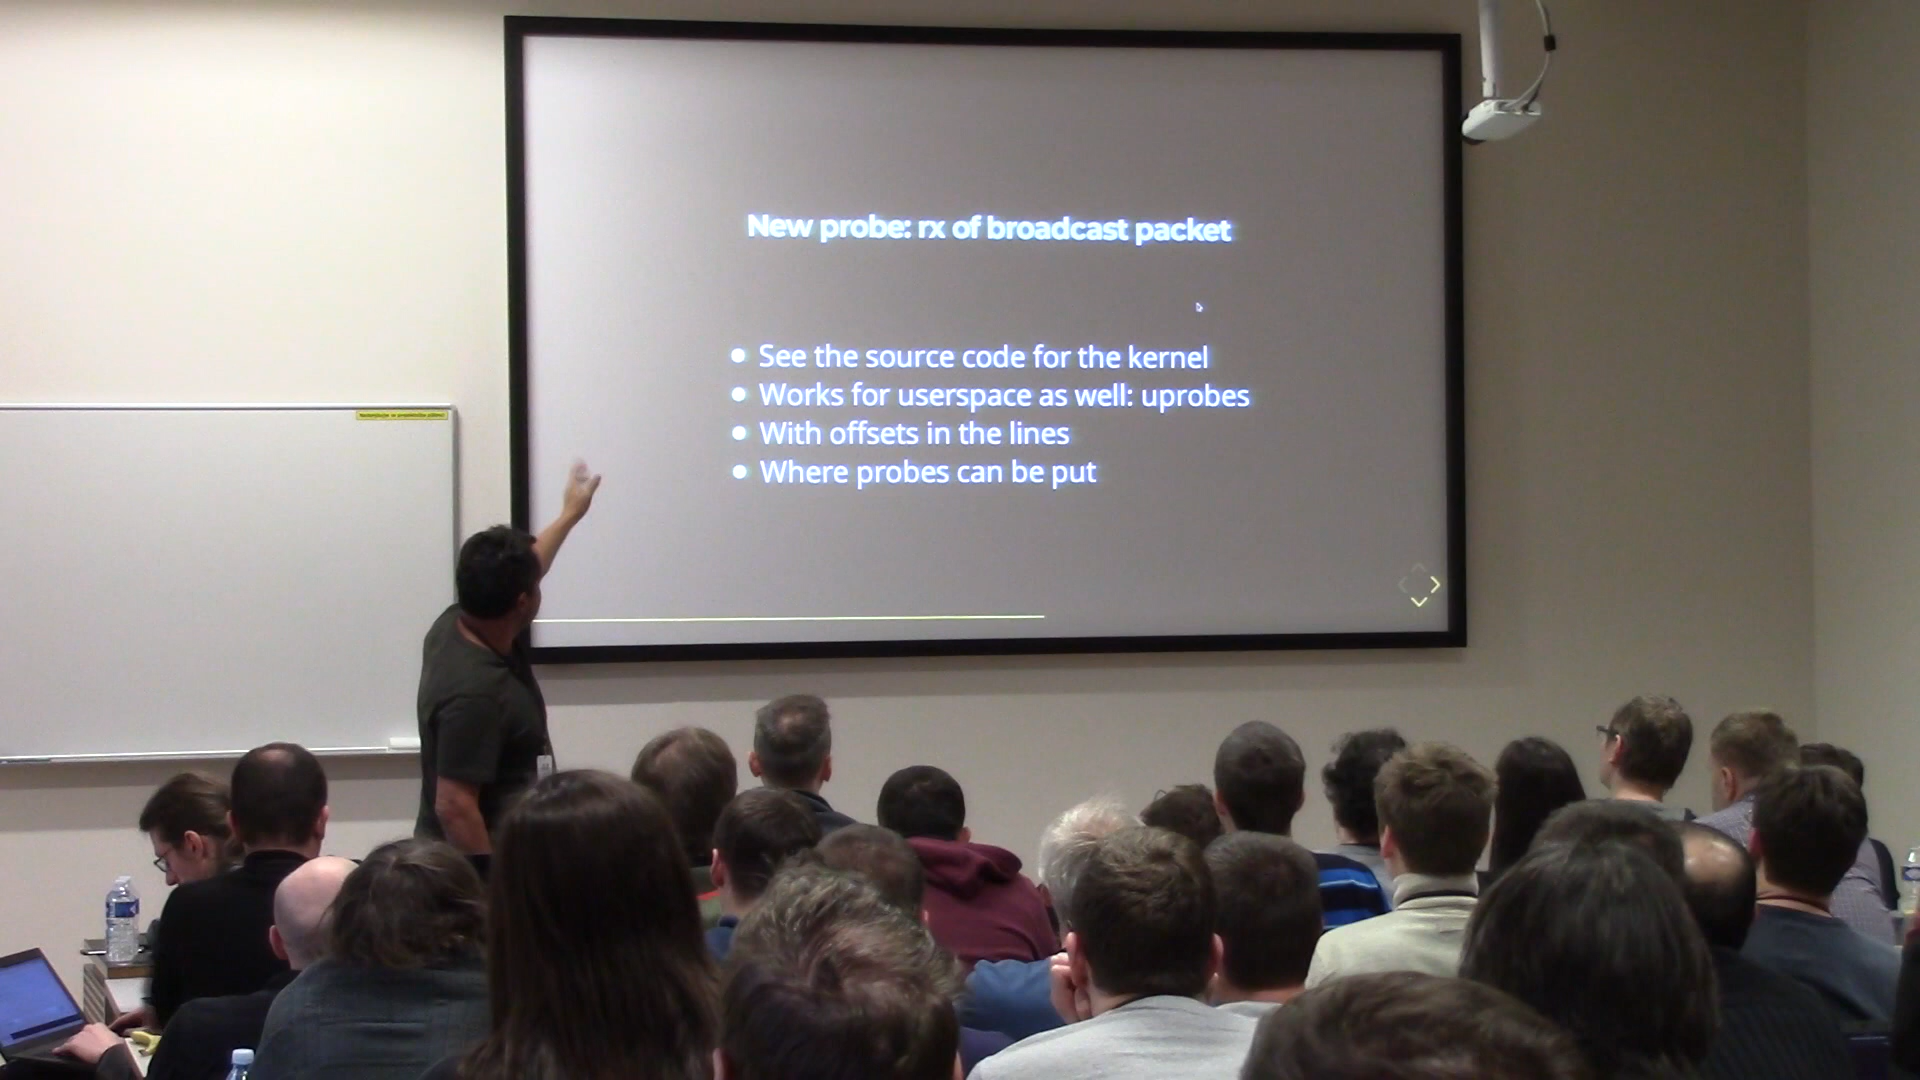 New probe: rx of broadcast packet
See the source code for the kernel
Works for userspace as well: uprobes
With offsets in the lines
Where probes can be put